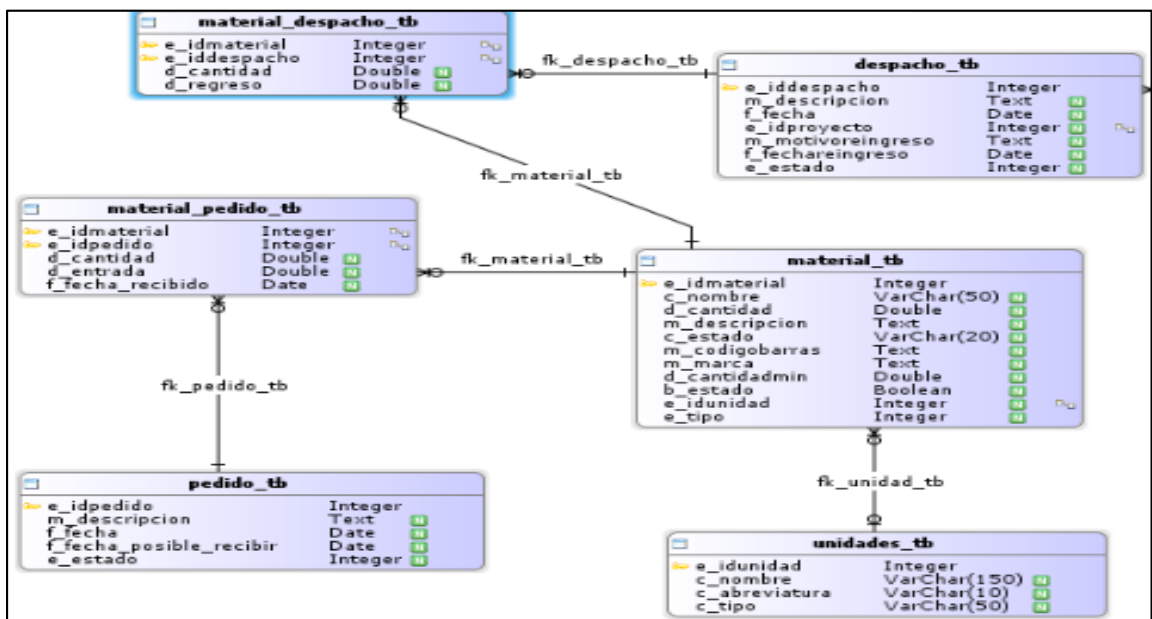 material_despacho_tb
e_idmaterial Integer
e_iddespacho Integer
d_cantidad Double N
d_regreso Double N
fk_despacho_tb
despacho_tb
e_iddespacho Integer
m_descripcion Text N
f_fecha Date N
e_idproyecto Integer N
m_motivoreingreso Text N
f_fechareingreso Date N
e_estado Integer N
fk_material_tb
material_pedido_tb
e_idmaterial Integer
e_idpedido Integer
d_cantidad Double N
d_entrada Double N
f_fecha_recibido Date N
fk_material_tb
material_tb
e_idmaterial Integer
c_nombre VarChar(50) N
d_cantidad Double N
m_descripcion Text N
c_estado VarChar(20) N
m_codigobarras Text N
m_marca Text N
d_cantidadmin Double N
b_estado Boolean N
e_idunidad Integer N
e_tipo Integer N
fk_pedido_tb
pedido_tb
e_idpedido Integer
m_descripcion Text N
f_fecha Date N
f_fecha_posible_recibir Date N
e_estado Integer N
fk_unidad_tb
unidades_tb
e_idunidad Integer
c_nombre VarChar(150) N
c_abreviatura VarChar(10) N
c_tipo VarChar(50) N